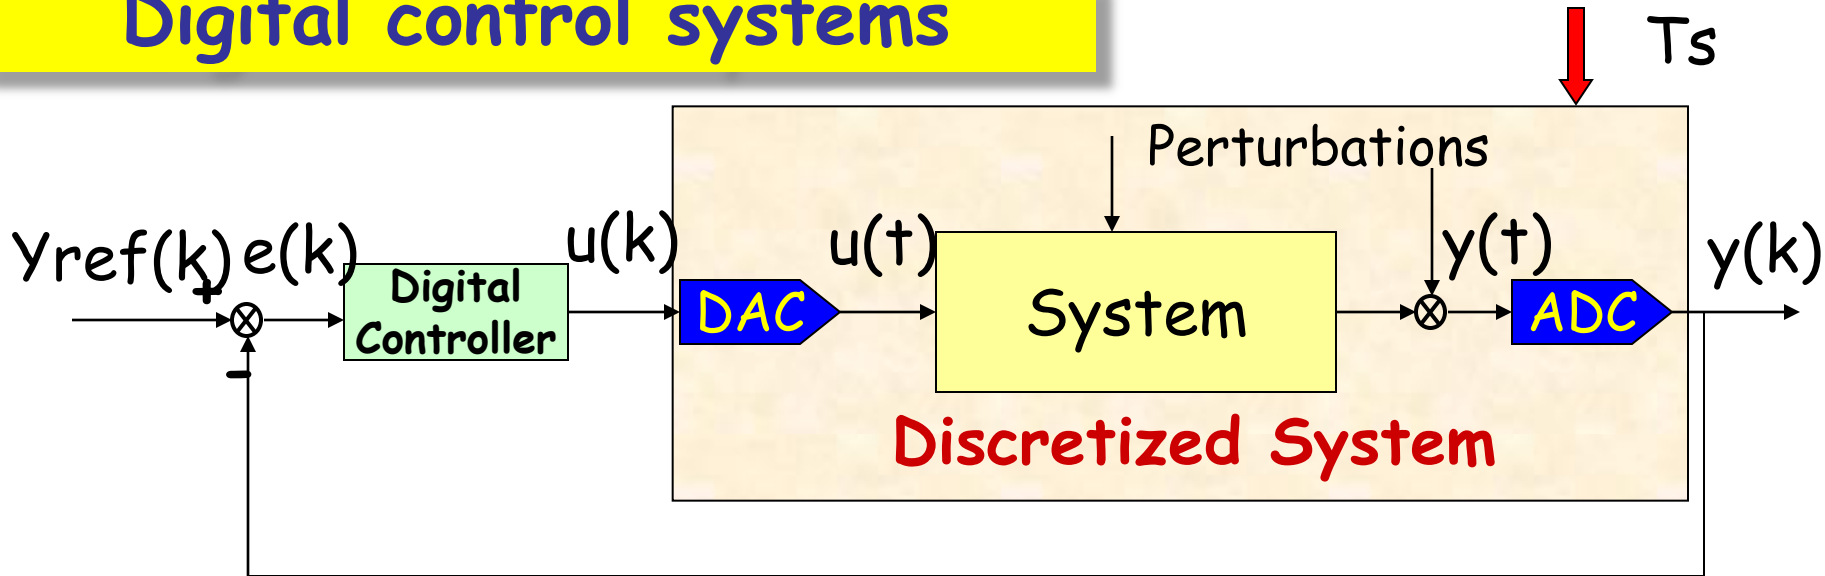 Digital control systems
Ts
Perturbations
Yref(k)
e(k)
u(k)
u(t)
y(t)
y(k)
+
-
Digital
Controller
DAC
System
ADC
Discretized System